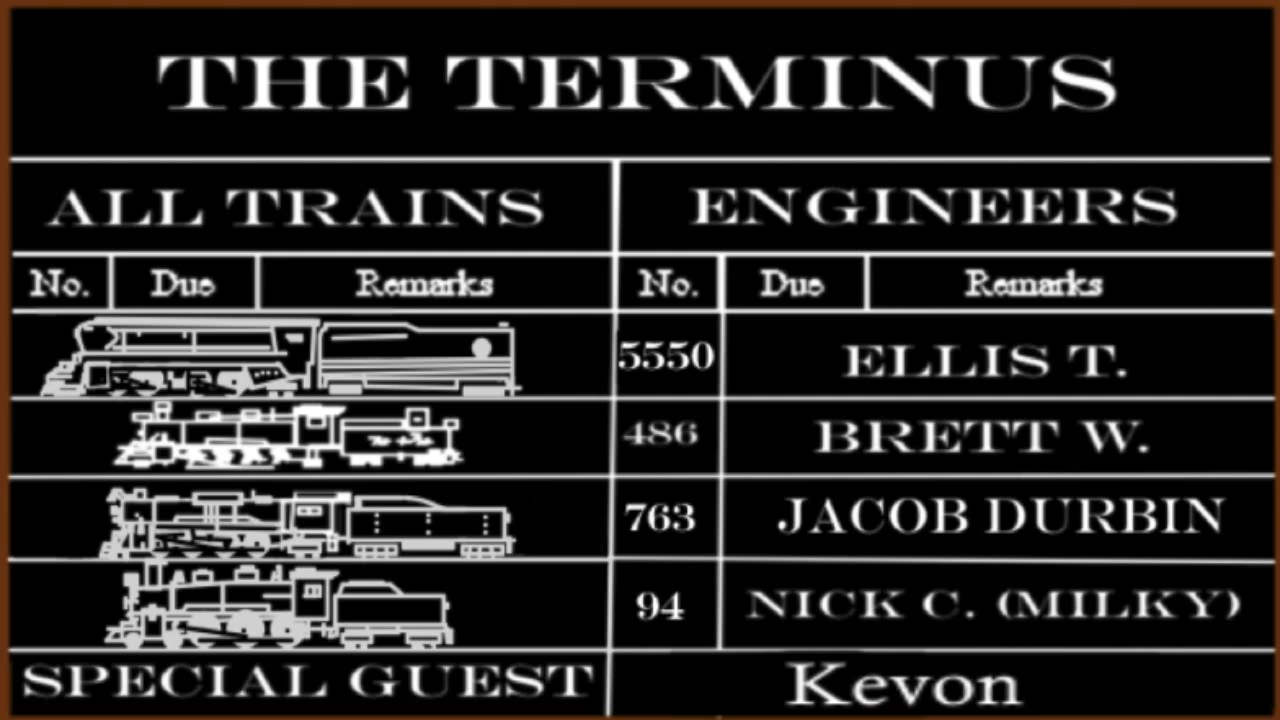 THE TERMINUS
ALL TRAINS ENGINEERS
No. Due Remarks No. Due Remarks
5550 ELLIS T.
486 BRETT W.
763 JACOB DURBIN
94 NICK C. (MILKY)
SPECIAL GUEST Kevon